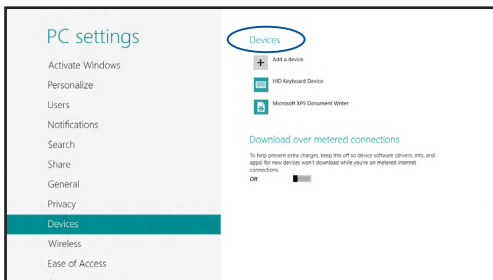 PC settings
Activate Windows
Personalize
Users
Notifications
Search
Share
General
Privacy
Devices
Wireless
Ease of Access
Devices
Add a device
HID Keyboard Device
Microsoft XPS Document Writer
Download over metered connections
To help prevent extra charges, keep this off so device software (drivers, info, and
apps) for new devices won't download while you're on metered Internet
connections.
Off